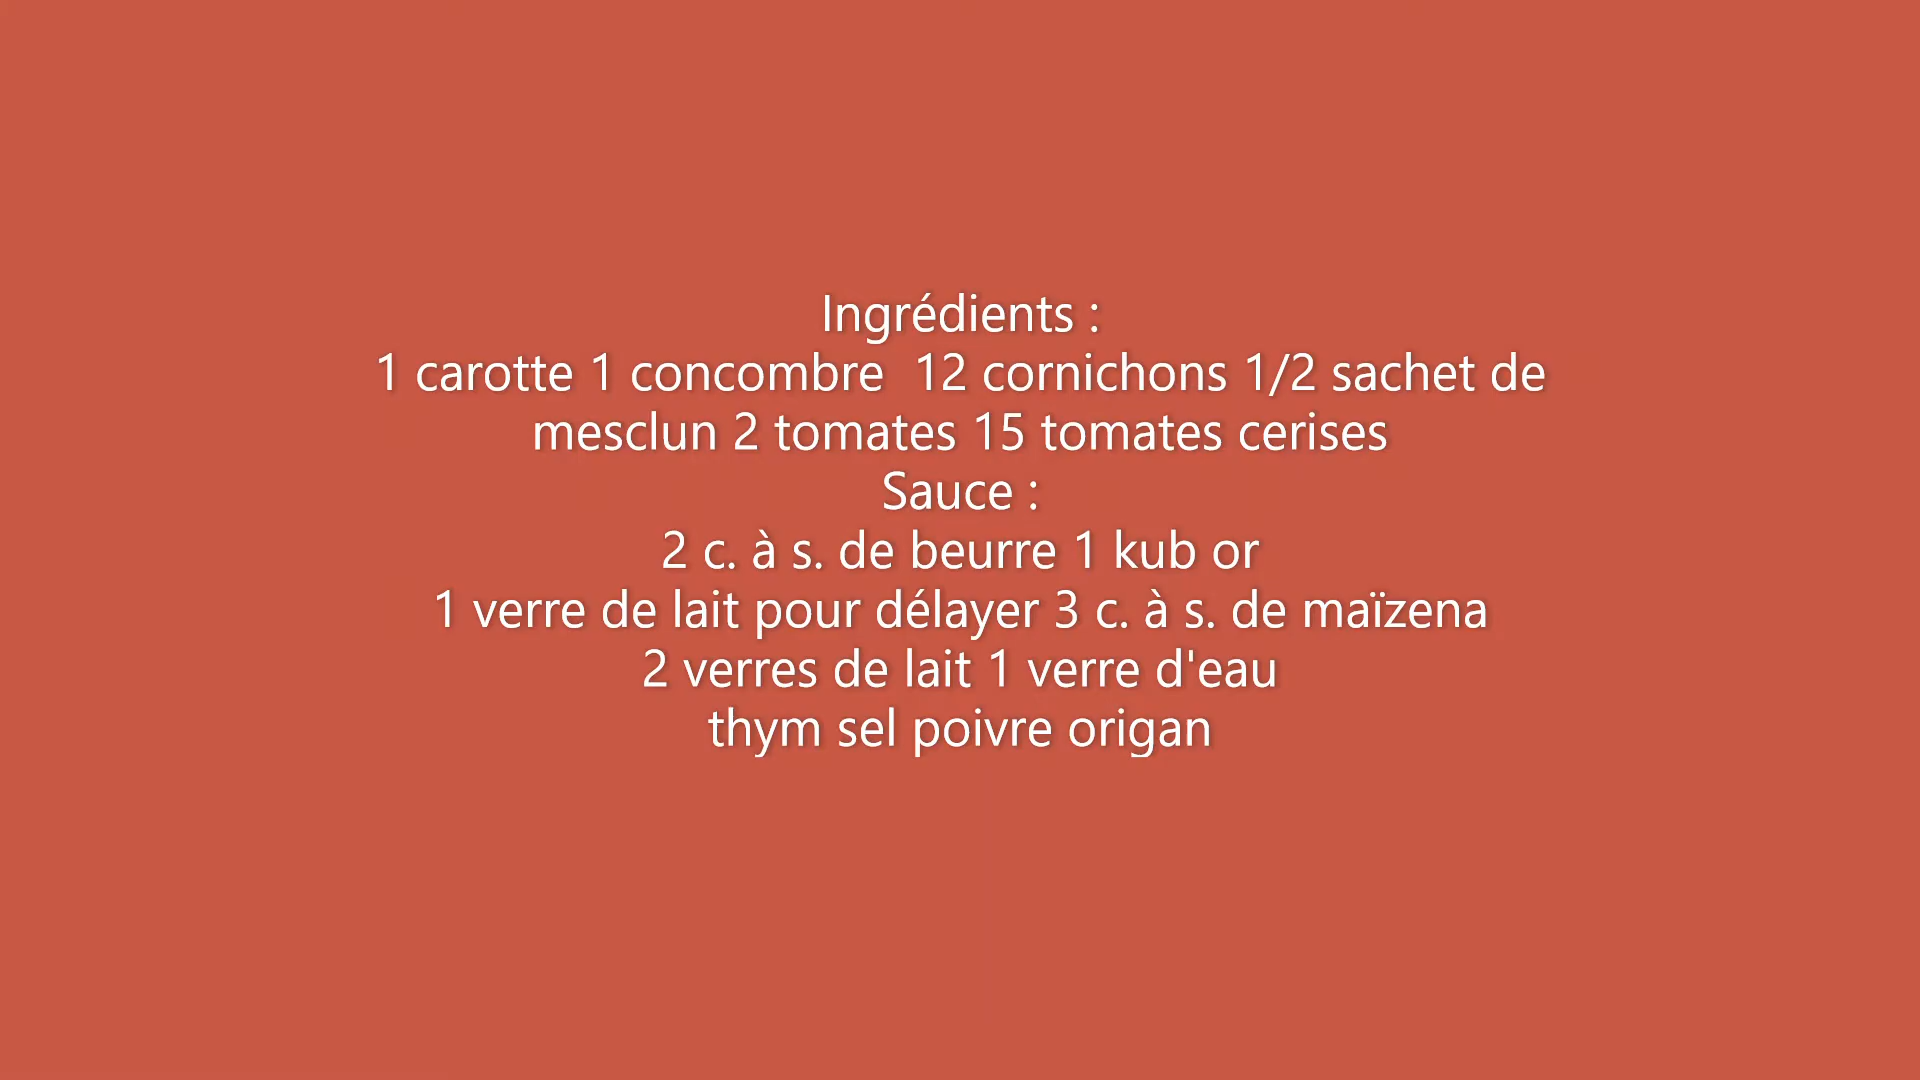 Ingrédients :
1 carotte 1 concombre  12 cornichons 1/2 sachet de
mesclun 2 tomates 15 tomates cerises
Sauce :
2 c. à s. de beurre 1 kub or
1 verre de lait pour délayer 3 c. à s. de maïzena
2 verres de lait 1 verre d'eau
thym sel poivre origan